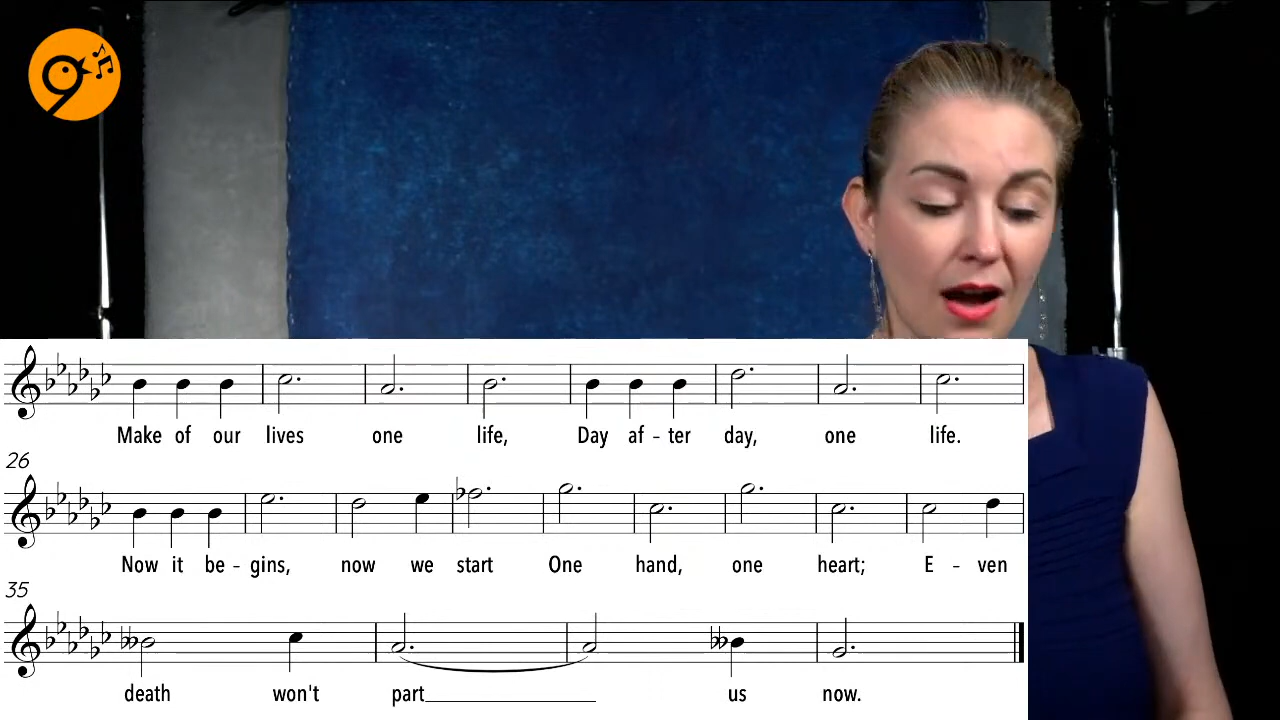 Make of our lives one life, Day af - ter day, one life.
26
Now it be - gins, now we start One hand, one heart; E - ven
35
death won't part us now.